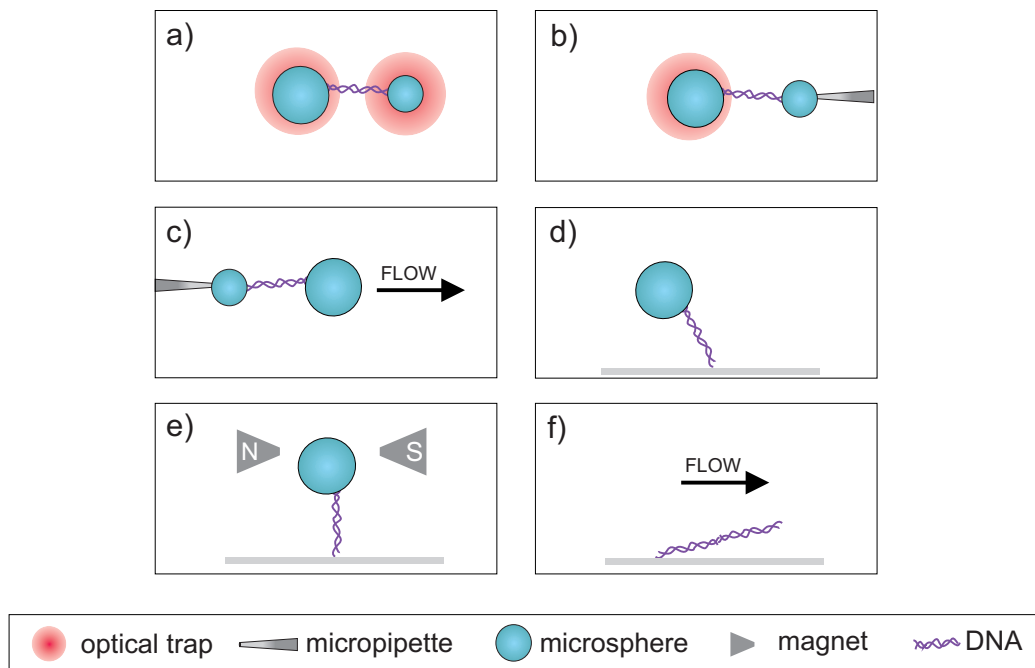 a)
b)
c)
FLOW
d)
e)
N
S
f)
FLOW
optical trap
micropipette
microsphere
magnet
DNA